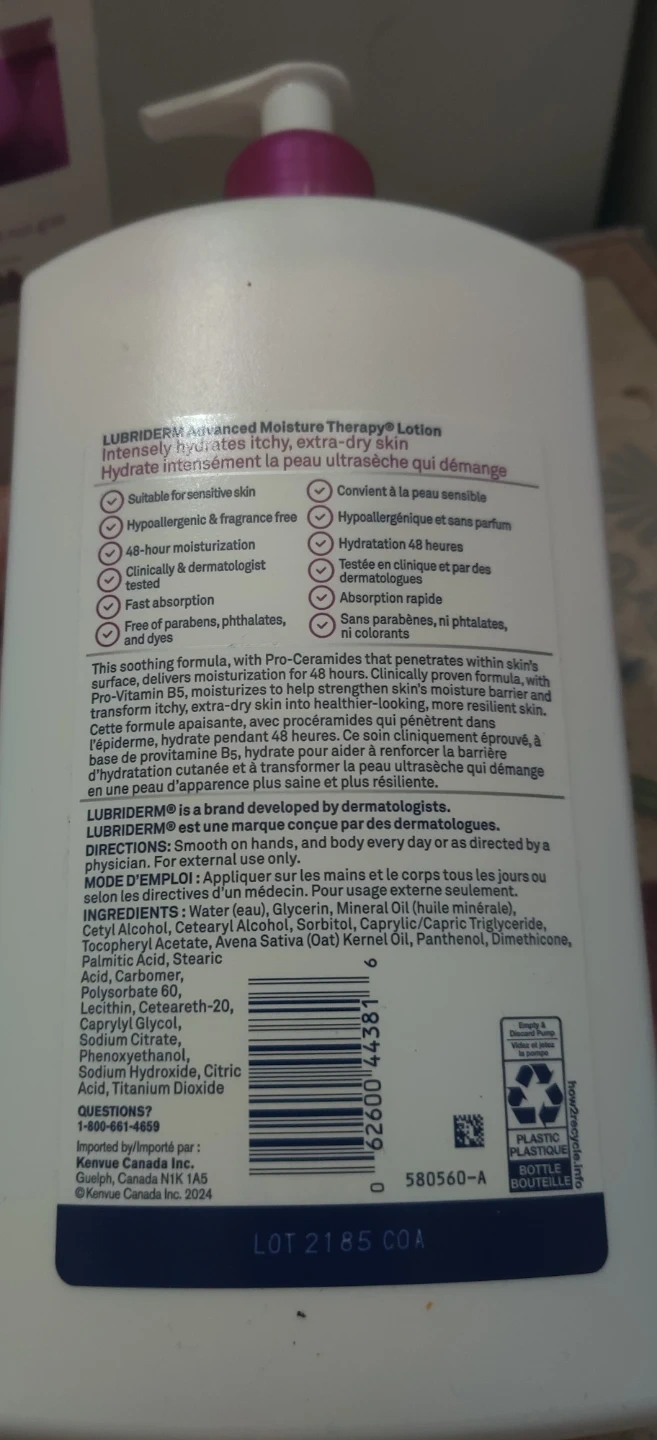 LUBRIDERM Advanced Moisture Therapy® Lotion
Intensely hydrates itchy, extra-dry skin
Hydrate intensément la peau ultrasèche qui démange
Suitable for sensitive skin
Hypoallergenic & fragrance free
48-hour moisturization
Clinically & dermatologist
tested
Fast absorption
Free of parabens, phthalates,
and dyes
Convient à la peau sensible
Hypoallergénique et sans parfum
Hydratation 48 heures
Testée en clinique et par des
dermatologues
Absorption rapide
Sans parabènes, ni phtalates,
ni colorants
This soothing formula, with Pro-Ceramides that penetrates within skin's
surface, delivers moisturization for 48 hours. Clinically proven formula, with
Pro-Vitamin B5, moisturizes to help strengthen skin's moisture barrier and
transform itchy, extra-dry skin into healthier-looking, more resilient skin.
Cette formule apaisante, avec procéramides qui pénètrent dans
l'épiderme, hydrate pendant 48 heures. Ce soin cliniquement éprouvé, à
base de provitamine B5, hydrate pour aider à renforcer la barrière
d'hydratation cutanée et à transformer la peau ultrasèche qui démange
en une peau d'apparence plus saine et plus résiliente.
LUBRIDERM® is a brand developed by dermatologists.
LUBRIDERM® est une marque conçue par des dermatologues.
DIRECTIONS: Smooth on hands, and body every day or as directed by a
physician. For external use only.
MODE D'EMPLOI : Appliquer sur les mains et le corps tous les jours ou
selon les directives d'un médecin. Pour usage externe seulement.
INGREDIENTS : Water (eau), Glycerin, Mineral Oil (huile minérale),
Cetyl Alcohol, Cetearyl Alcohol, Sorbitol, Caprylic/Capric Triglyceride,
Tocopheryl Acetate, Avena Sativa (Oat) Kernel Oil, Panthenol, Dimethicone,
Palmitic Acid, Stearic
Acid, Carbomer,
Polysorbate 60,
Lecithin, Ceteareth-20,
Caprylyl Glycol,
Sodium Citrate,
Phenoxyethanol,
Sodium Hydroxide, Citric
Acid, Titanium Dioxide
QUESTIONS?
1-800-661-4659
Imported by/Importé par :
Kenvue Canada Inc.
Guelph, Canada N1K 1A5
© Kenvue Canada Inc. 2024
0 62600 44381 6
580560-A
Empty &
Discard Pump
Videz et jetez
la pompe
PLASTIC
PLASTIQUE
BOTTLE
BOUTEILLE
how2recycle.info
LOT 2185 COA